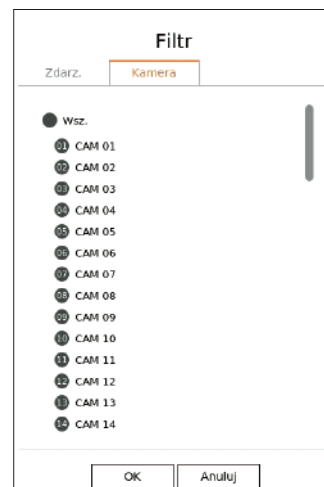 Filtr
Zdarz. Kamera
Wsz.
01 CAM 01
02 CAM 02
03 CAM 03
04 CAM 04
05 CAM 05
06 CAM 06
07 CAM 07
08 CAM 08
09 CAM 09
10 CAM 10
11 CAM 11
12 CAM 12
13 CAM 13
14 CAM 14
OK Anuluj